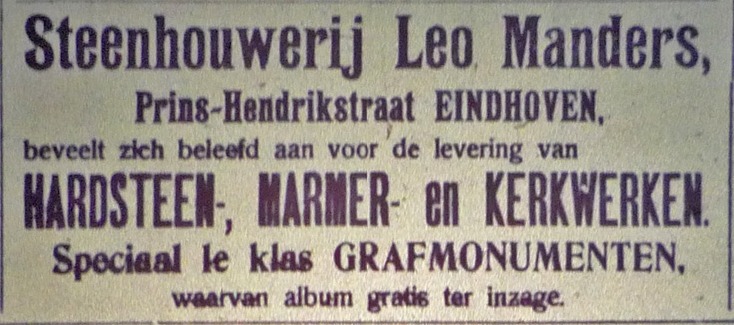 Steenhouwerij Leo Manders,
Prins-Hendrikstraat EINDHOVEN,
beveelt zich beleefd aan voor de levering van
HARDSTEEN-, MARMER- en KERKWERKEN.
Speciaal Ie klas GRAFMONUMENTEN,
waarvan album gratis ter inzage.